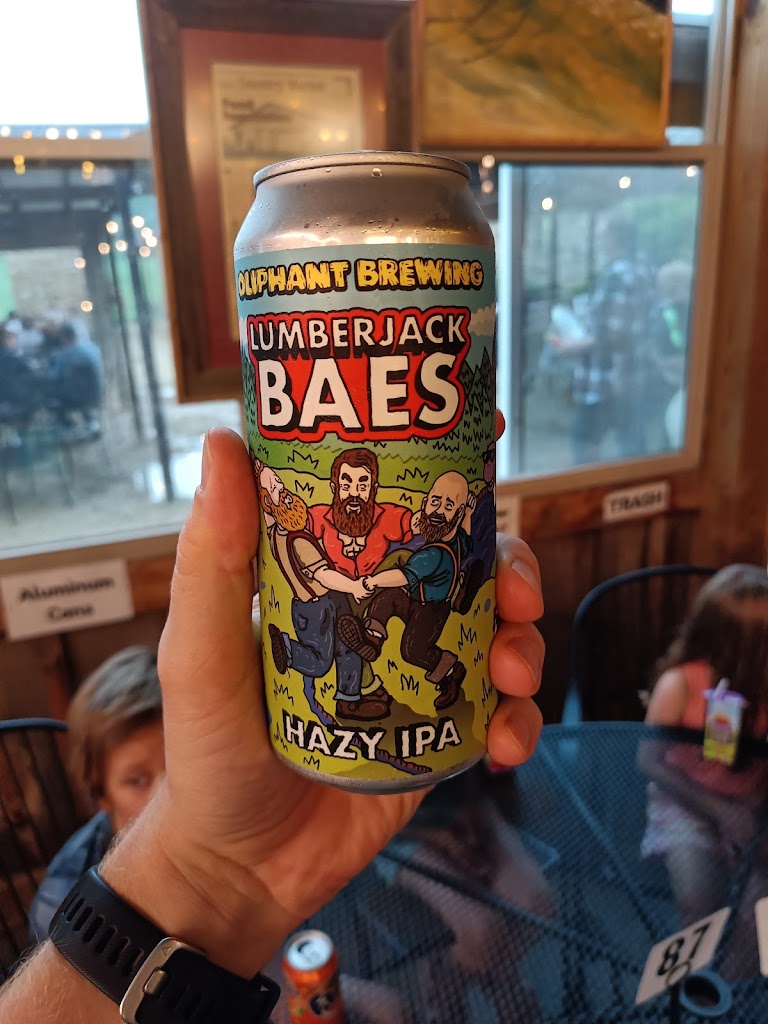 OLIPHANT BREWING
LUMBERJACK
BAES
HAZY IPA
Aluminum
Cans
TRASH
87